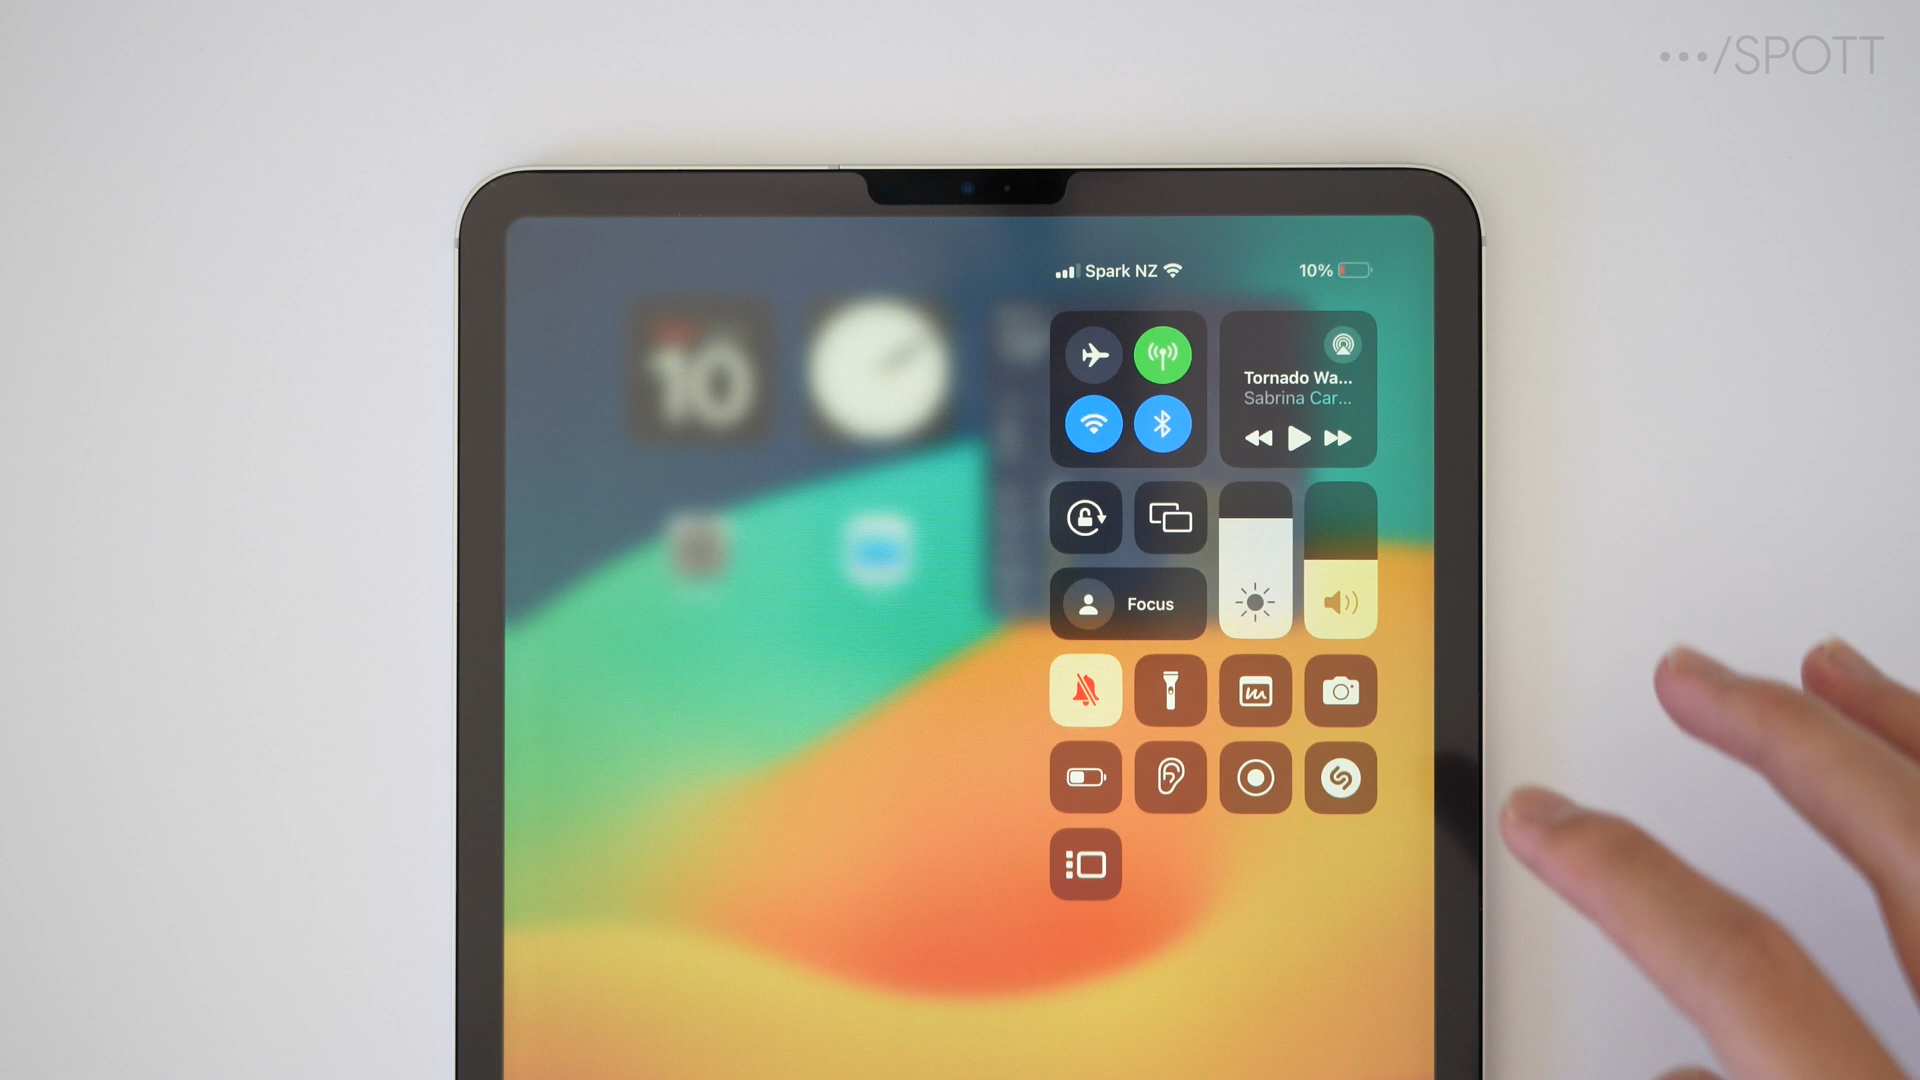 •••/SPOTT
Spark NZ
10%
10
Tornado Wa...
Sabrina Car...
Focus